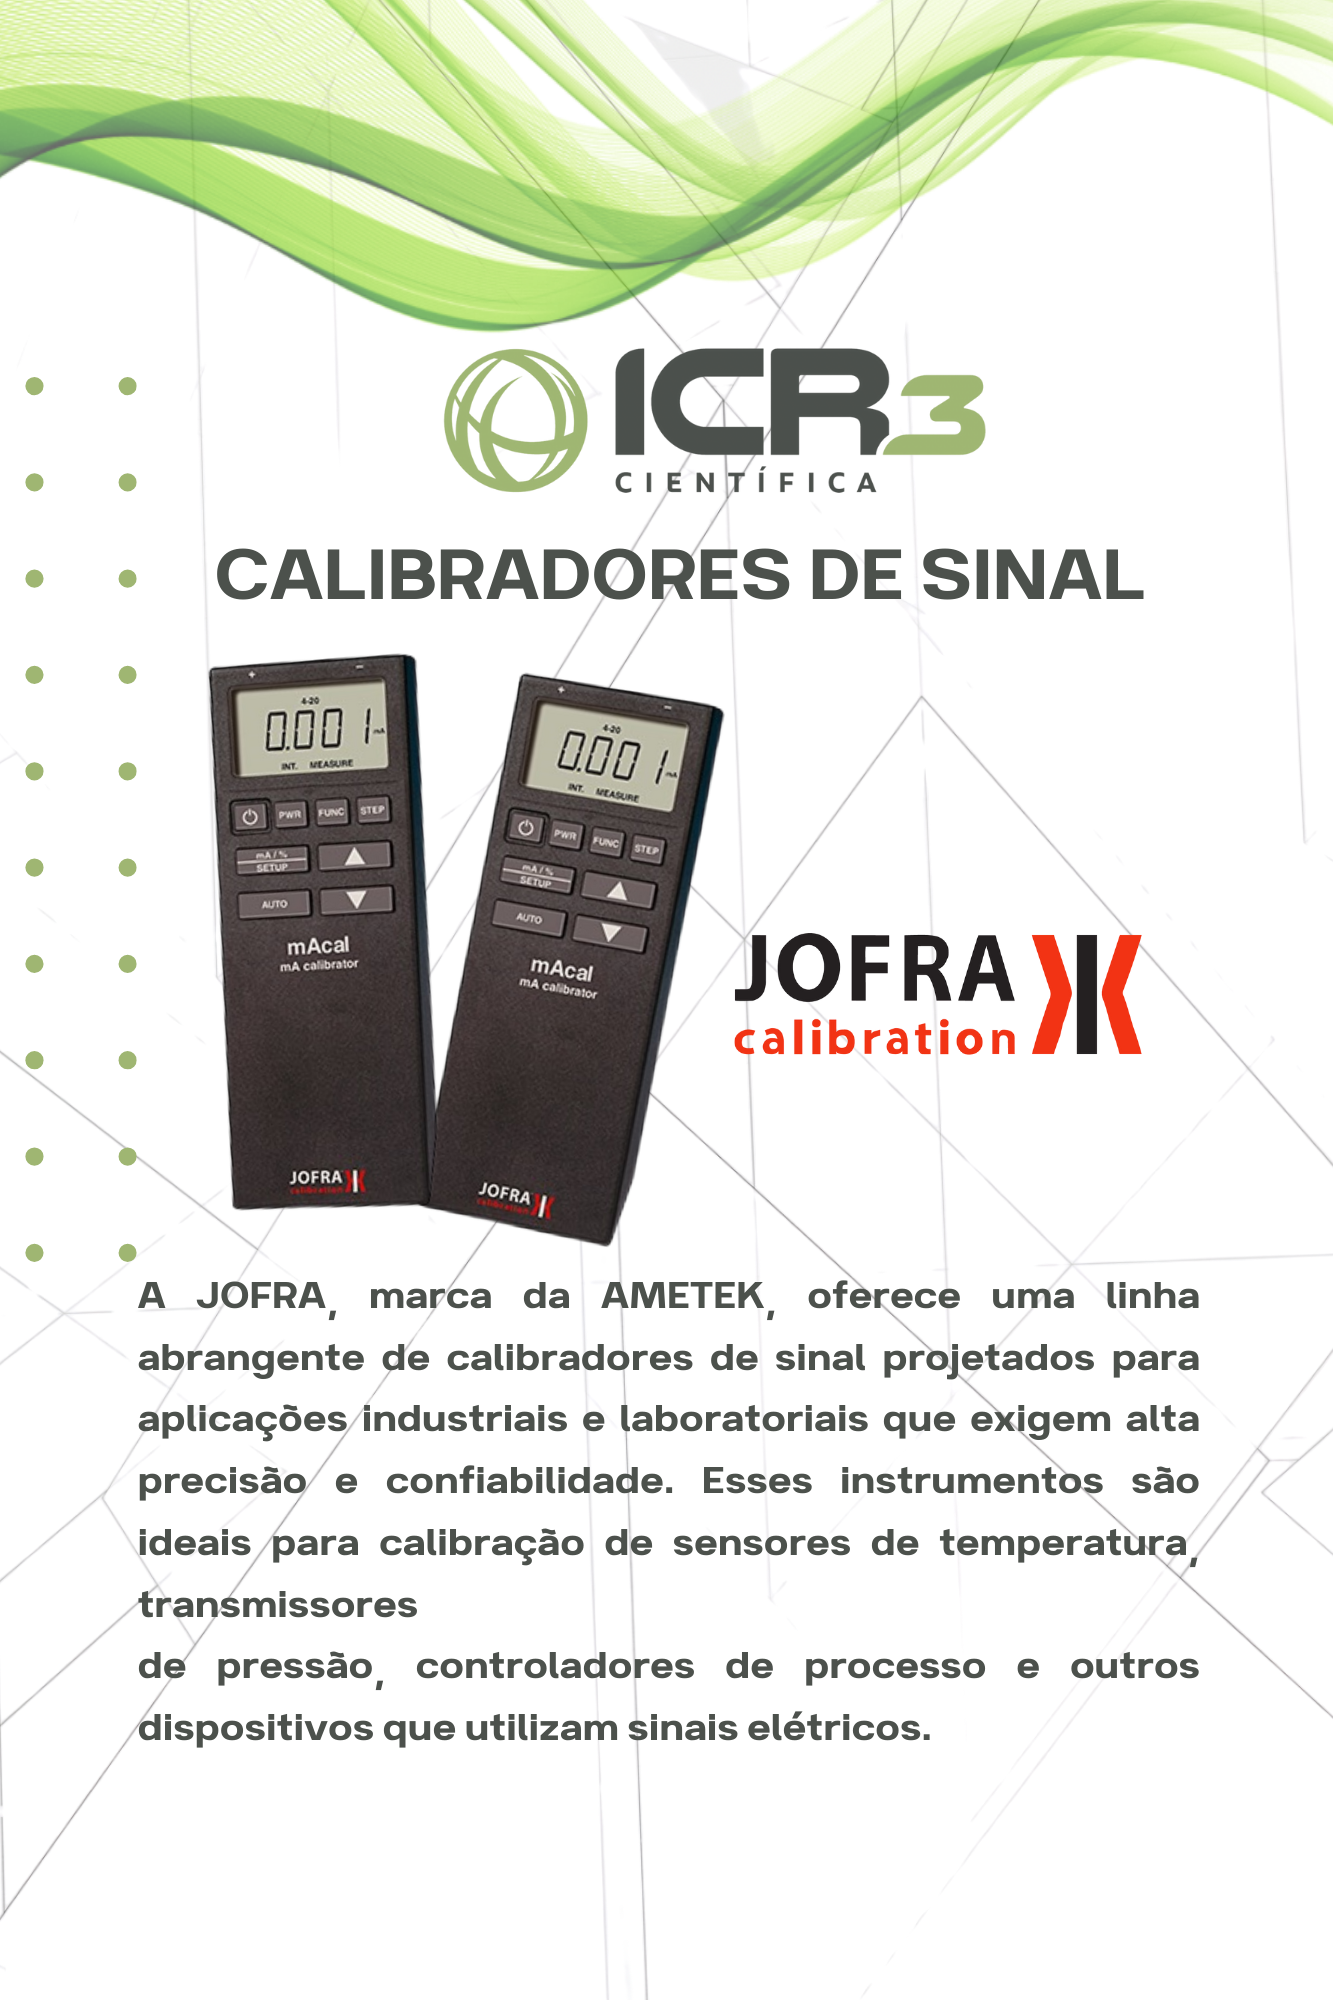 ICR3
CIENTÍFICA
CALIBRADORES DE SINAL
+ −
4-20
0.001 mA
INT. MEASURE
PWR FUNC STEP
mA / %
SETUP
AUTO
mAcal
mA calibrator
JOFRA
calibration
+ −
4-20
0.001 mA
INT. MEASURE
PWR FUNC STEP
mA / %
SETUP
AUTO
mAcal
mA calibrator
JOFRA
calibration
JOFRA
calibration
A JOFRA, marca da AMETEK, oferece uma linha
abrangente de calibradores de sinal projetados para
aplicações industriais e laboratoriais que exigem alta
precisão e confiabilidade. Esses instrumentos são
ideais para calibração de sensores de temperatura,
transmissores
de pressão, controladores de processo e outros
dispositivos que utilizam sinais elétricos.